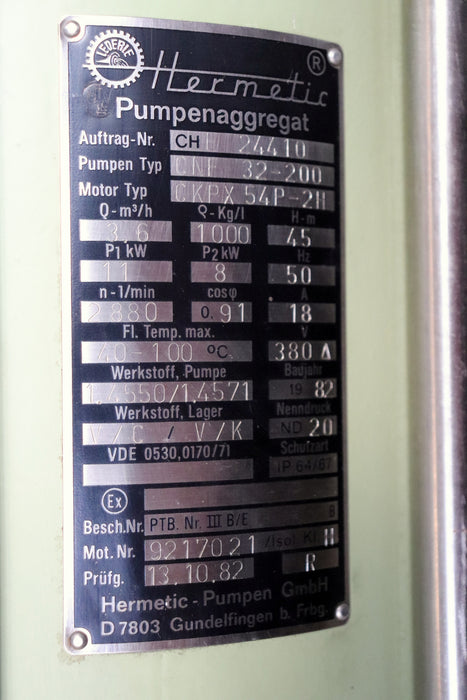 LEDERLE
Hermetic ®
Pumpenaggregat
Auftrag-Nr. CH 24410
Pumpen Typ CNF 32-200
Motor Typ CKPX 54P-2H
Q-m³/h ϱ-Kg/l H-m
3,6 1000 45
P1 kW P2 kW Hz
11 8 50
n-1/min cosφ A
2880 0.91 18
Fl. Temp. max. V
40-100 °C 380 Δ
Werkstoff, Pumpe Baujahr
1.4550/1.4571 19 82
Werkstoff, Lager Nenndruck
V/C / V/K ND 20
VDE 0530,0170/71 Schutzart
IP 64/67
Ex
Besch.Nr. PTB. Nr. III B/E B
Mot. Nr. 9217021 /Isol. Kl. H
Prüfg. 13.10.82 R
Hermetic-Pumpen GmbH
D 7803 Gundelfingen b. Frbg.